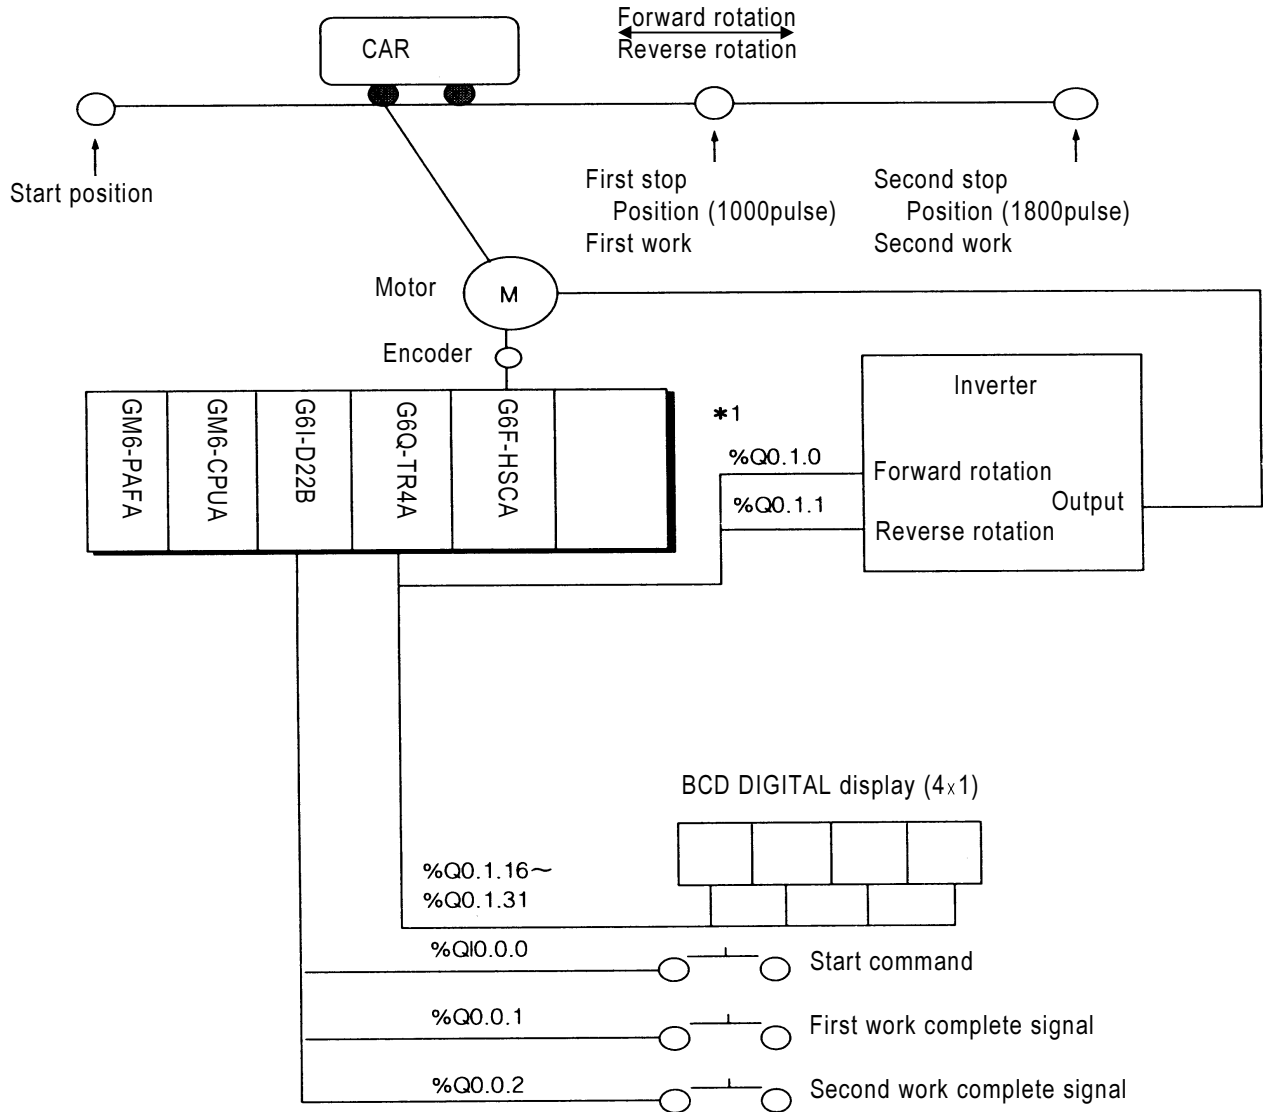 Forward rotation
Reverse rotation
CAR
Start position
First stop
Position (1000pulse)
First work
Second stop
Position (1800pulse)
Second work
Motor
M
Encoder
GM6-PAFA
GM6-CPUA
G6I-D22B
G6Q-TR4A
G6F-HSCA
*1
%Q0.1.0
%Q0.1.1
Inverter
Forward rotation
Output
Reverse rotation
BCD DIGITAL display (4×1)
%Q0.1.16~
%Q0.1.31
%QI0.0.0
Start command
%Q0.0.1
First work complete signal
%Q0.0.2
Second work complete signal